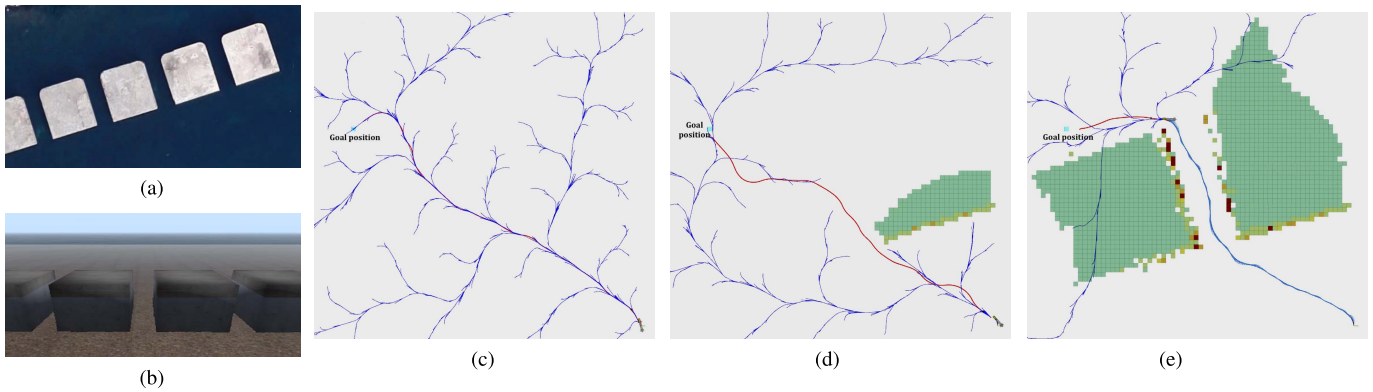 (a)
(b)
Goal position
(c)
Goal
position
(d)
Goal position
(e)